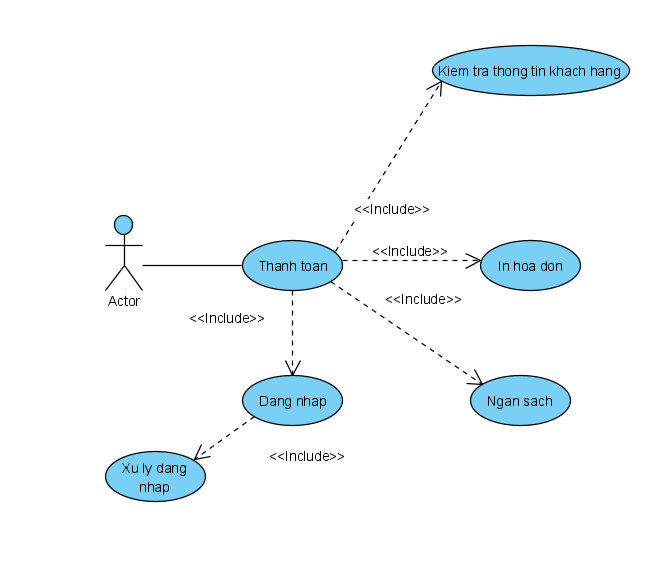 Kiem tra thong tin khach hang
<<Include>>
<<Include>>
Thanh toan
In hoa don
Actor
<<Include>>
<<Include>>
Dang nhap
Ngan sach
<<Include>>
Xu ly dang
nhap